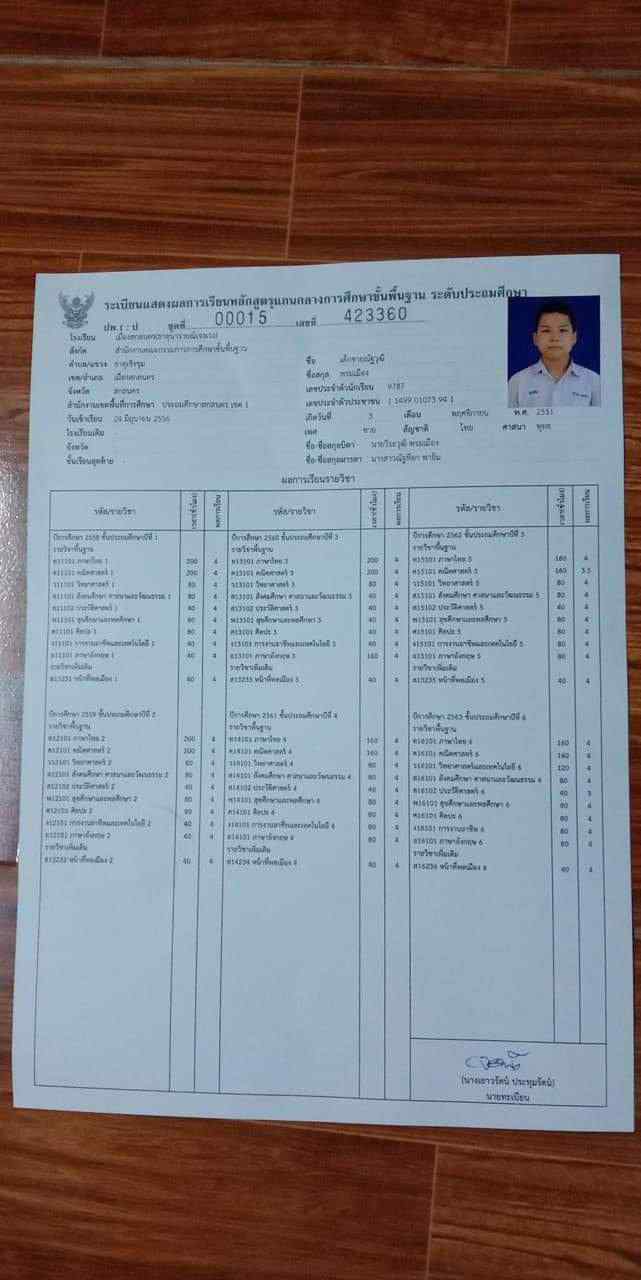 ระเบียนแสดงผลการเรียนหลักสูตรแกนกลางการศึกษาขั้นพื้นฐาน ระดับประถมศึกษา
ปพ.1 : ป ชุดที่ 00015 เลขที่ 423360
โรงเรียน
สังกัด สำนักงานคณะกรรมการการศึกษาขั้นพื้นฐาน
ตำบล/แขวง ธาตุเชิงชุม
เขต/อำเภอ เมืองสกลนคร
จังหวัด สกลนคร
สำนักงานเขตพื้นที่การศึกษา ประถมศึกษาสกลนคร เขต 1
วันเข้าเรียน 24 มิถุนายน 2556
โรงเรียนเดิม -
จังหวัด -
ชั้นเรียนสุดท้าย -
ชื่อ เด็กชายณัฐวุฒิ
ชื่อสกุล พรมเมือง
เลขประจำตัวนักเรียน 9787
เลขประจำตัวประชาชน
เกิดวันที่ 3 เดือน พฤศจิกายน พ.ศ. 2551
เพศ ชาย สัญชาติ ไทย ศาสนา พุทธ
ชื่อ-ชื่อสกุลบิดา นายวีระวุฒิ พรมเมือง
ชื่อ-ชื่อสกุลมารดา นางสาวณัฐทิยา
ผลการเรียนรายวิชา
รหัส/รายวิชา เวลา(ชั่วโมง) ผลการเรียน
ปีการศึกษา 2558 ชั้นประถมศึกษาปีที่ 1
รายวิชาพื้นฐาน
ท11101 ภาษาไทย 1 200 4
ค11101 คณิตศาสตร์ 1 200 4
ว11101 วิทยาศาสตร์ 1 80 4
ส11101 สังคมศึกษา ศาสนาและวัฒนธรรม 1 80 4
ส11102 ประวัติศาสตร์ 1 40 4
พ11101 สุขศึกษาและพลศึกษา 1 80 4
ศ11101 ศิลปะ 1 80 4
ง11101 การงานอาชีพและเทคโนโลยี 1 40 4
อ11101 ภาษาอังกฤษ 1 40 4
รายวิชาเพิ่มเติม
ส11231 หน้าที่พลเมือง 1 40 4
ปีการศึกษา 2559 ชั้นประถมศึกษาปีที่ 2
รายวิชาพื้นฐาน
ท12101 ภาษาไทย 2 200 4
ค12101 คณิตศาสตร์ 2 200 4
ว12101 วิทยาศาสตร์ 2 80 4
ส12101 สังคมศึกษา ศาสนาและวัฒนธรรม 2 80 4
ส12102 ประวัติศาสตร์ 2 40 4
พ12101 สุขศึกษาและพลศึกษา 2 80 4
ศ12101 ศิลปะ 2 80 4
ง12101 การงานอาชีพและเทคโนโลยี 2 40 4
อ12101 ภาษาอังกฤษ 2 40 4
รายวิชาเพิ่มเติม
ส12232 หน้าที่พลเมือง 2 40 4
รหัส/รายวิชา เวลา(ชั่วโมง) ผลการเรียน
ปีการศึกษา 2560 ชั้นประถมศึกษาปีที่ 3
รายวิชาพื้นฐาน
ท13101 ภาษาไทย 3 200 4
ค13101 คณิตศาสตร์ 3 200 4
ว13101 วิทยาศาสตร์ 3 80 4
ส13101 สังคมศึกษา ศาสนาและวัฒนธรรม 3 40 4
ส13102 ประวัติศาสตร์ 3 40 4
พ13101 สุขศึกษาและพลศึกษา 3 40 4
ศ13101 ศิลปะ 3 40 4
ง13101 การงานอาชีพและเทคโนโลยี 3 40 4
อ13101 ภาษาอังกฤษ 3 160 4
รายวิชาเพิ่มเติม
ส13233 หน้าที่พลเมือง 3 40 4
ปีการศึกษา 2561 ชั้นประถมศึกษาปีที่ 4
รายวิชาพื้นฐาน
ท14101 ภาษาไทย 4 160 4
ค14101 คณิตศาสตร์ 4 160 4
ว14101 วิทยาศาสตร์ 4 80 4
ส14101 สังคมศึกษา ศาสนาและวัฒนธรรม 4 80 4
ส14102 ประวัติศาสตร์ 4 40 4
พ14101 สุขศึกษาและพลศึกษา 4 80 4
ศ14101 ศิลปะ 4 80 4
ง14101 การงานอาชีพและเทคโนโลยี 4 80 4
อ14101 ภาษาอังกฤษ 4 80 4
รายวิชาเพิ่มเติม
ส14234 หน้าที่พลเมือง 4 40 4
รหัส/รายวิชา เวลา(ชั่วโมง) ผลการเรียน
ปีการศึกษา 2562 ชั้นประถมศึกษาปีที่ 5
รายวิชาพื้นฐาน
ท15101 ภาษาไทย 5 160 4
ค15101 คณิตศาสตร์ 5 160 3.5
ว15101 วิทยาศาสตร์ 5 80 4
ส15101 สังคมศึกษา ศาสนาและวัฒนธรรม 5 80 4
ส15102 ประวัติศาสตร์ 5 40 4
พ15101 สุขศึกษาและพลศึกษา 5 80 4
ศ15101 ศิลปะ 5 80 4
ง15101 การงานอาชีพและเทคโนโลยี 5 80 4
อ15101 ภาษาอังกฤษ 5 80 4
รายวิชาเพิ่มเติม
ส15235 หน้าที่พลเมือง 5 40 4
ปีการศึกษา 2563 ชั้นประถมศึกษาปีที่ 6
รายวิชาพื้นฐาน
ท16101 ภาษาไทย 6 160 4
ค16101 คณิตศาสตร์ 6 160 4
ว16101 วิทยาศาสตร์และเทคโนโลยี 6 120 4
ส16101 สังคมศึกษา ศาสนาและวัฒนธรรม 6 80 4
ส16102 ประวัติศาสตร์ 6 40 3
พ16101 สุขศึกษาและพลศึกษา 6 80 4
ศ16101 ศิลปะ 6 80 4
ง16101 การงานอาชีพ 6 80 4
อ16101 ภาษาอังกฤษ 6 80 4
รายวิชาเพิ่มเติม
ส16236 หน้าที่พลเมือง 6 40 4
(นางเยาวรัตน์ ประทุมรัตน์)
นายทะเบียน